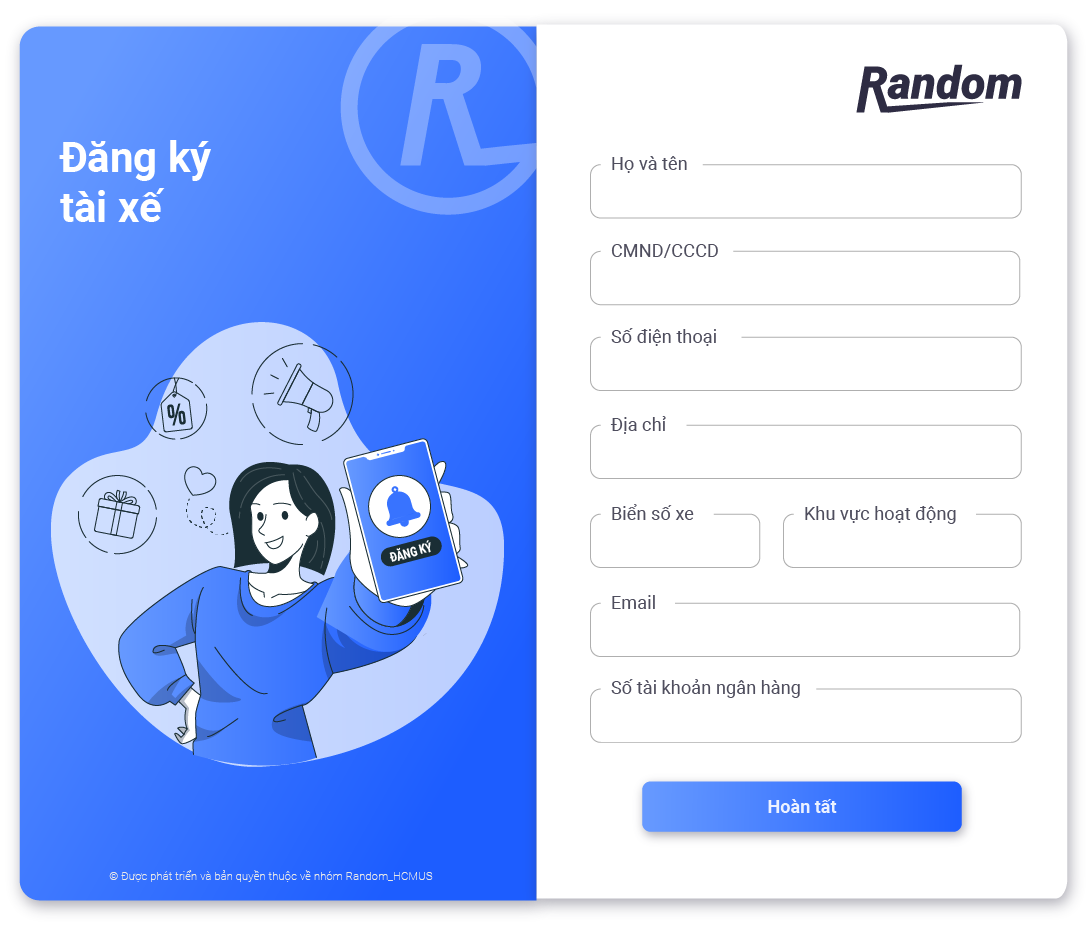 R
Đăng ký
tài xế
%
ĐĂNG KÝ
© Được phát triển và bản quyền thuộc về nhóm Random_HCMUS
Random
Họ và tên
CMND/CCCD
Số điện thoại
Địa chỉ
Biển số xe
Khu vực hoạt động
Email
Số tài khoản ngân hàng
Hoàn tất